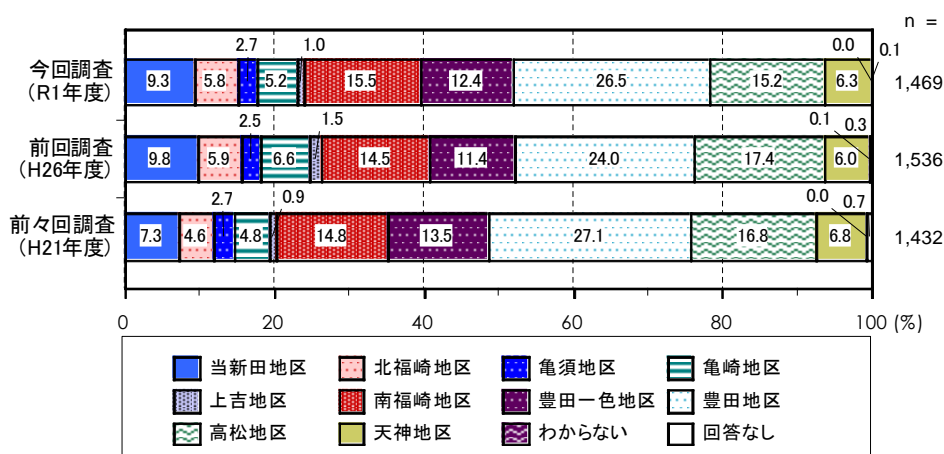 n =
2.7 1.0 0.0 0.1
今回調査
(R1年度)
9.3 5.8 5.2 15.5 12.4 26.5 15.2 6.3 1,469
2.5 1.5 0.1 0.3
前回調査
(H26年度)
9.8 5.9 6.6 14.5 11.4 24.0 17.4 6.0 1,536
2.7 0.9 0.0 0.7
前々回調査
(H21年度)
7.3 4.6 4.8 14.8 13.5 27.1 16.8 6.8 1,432
0 20 40 60 80 100 (%)
当新田地区 北福崎地区 亀須地区 亀崎地区
上吉地区 南福崎地区 豊田一色地区 豊田地区
高松地区 天神地区 わからない 回答なし